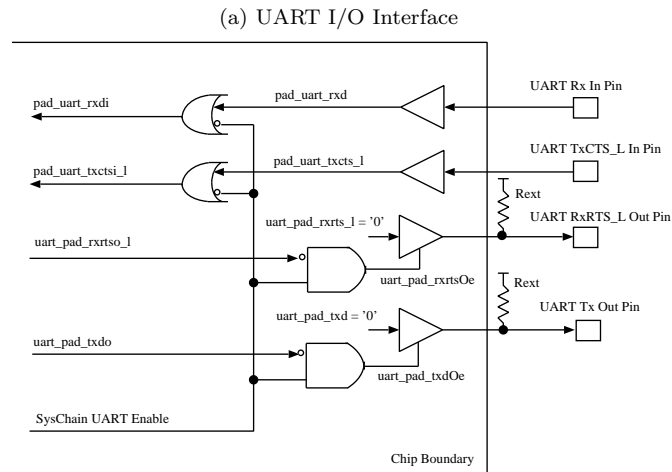 (a) UART I/O Interface
UART Rx In Pin
pad_uart_rxd
pad_uart_rxdi
UART TxCTS_L In Pin
pad_uart_txcts_l
pad_uart_txctsi_l
Rext
uart_pad_rxrts_l = '0'
UART RxRTS_L Out Pin
uart_pad_rxrtso_l
uart_pad_rxrtsOe
Rext
UART Tx Out Pin
uart_pad_txd = '0'
uart_pad_txdo
uart_pad_txdOe
SysChain UART Enable
Chip Boundary